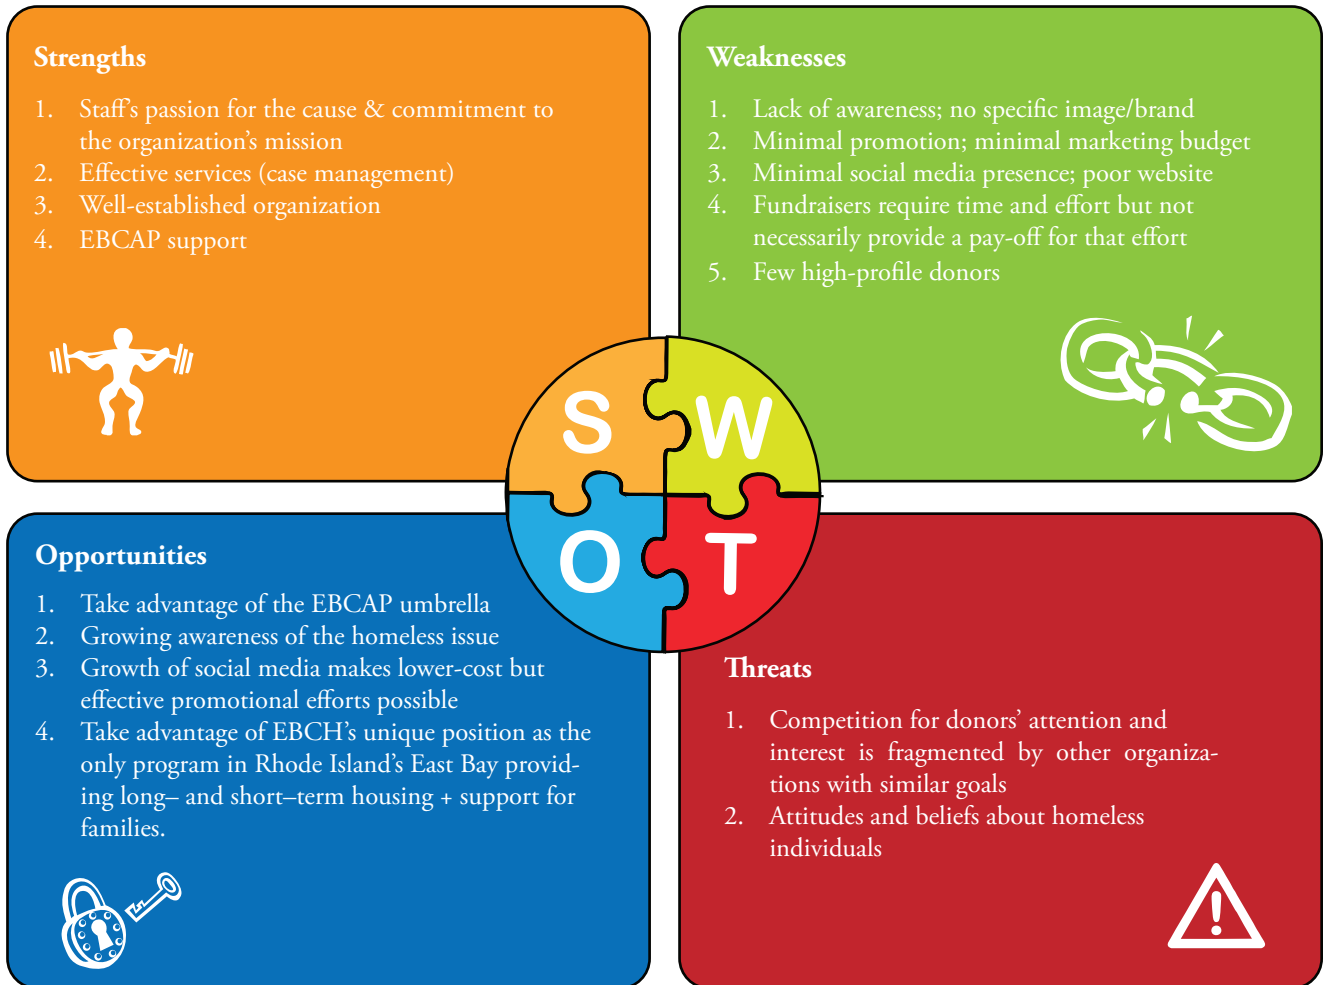 Strengths
1. Staff's passion for the cause & commitment to
the organization's mission
2. Effective services (case management)
3. Well-established organization
4. EBCAP support
Weaknesses
1. Lack of awareness; no specific image/brand
2. Minimal promotion; minimal marketing budget
3. Minimal social media presence; poor website
4. Fundraisers require time and effort but not
necessarily provide a pay-off for that effort
5. Few high-profile donors
S W
O T
Opportunities
1. Take advantage of the EBCAP umbrella
2. Growing awareness of the homeless issue
3. Growth of social media makes lower-cost but
effective promotional efforts possible
4. Take advantage of EBCH's unique position as the
only program in Rhode Island's East Bay provid-
ing long– and short–term housing + support for
families.
Threats
1. Competition for donors' attention and
interest is fragmented by other organiza-
tions with similar goals
2. Attitudes and beliefs about homeless
individuals